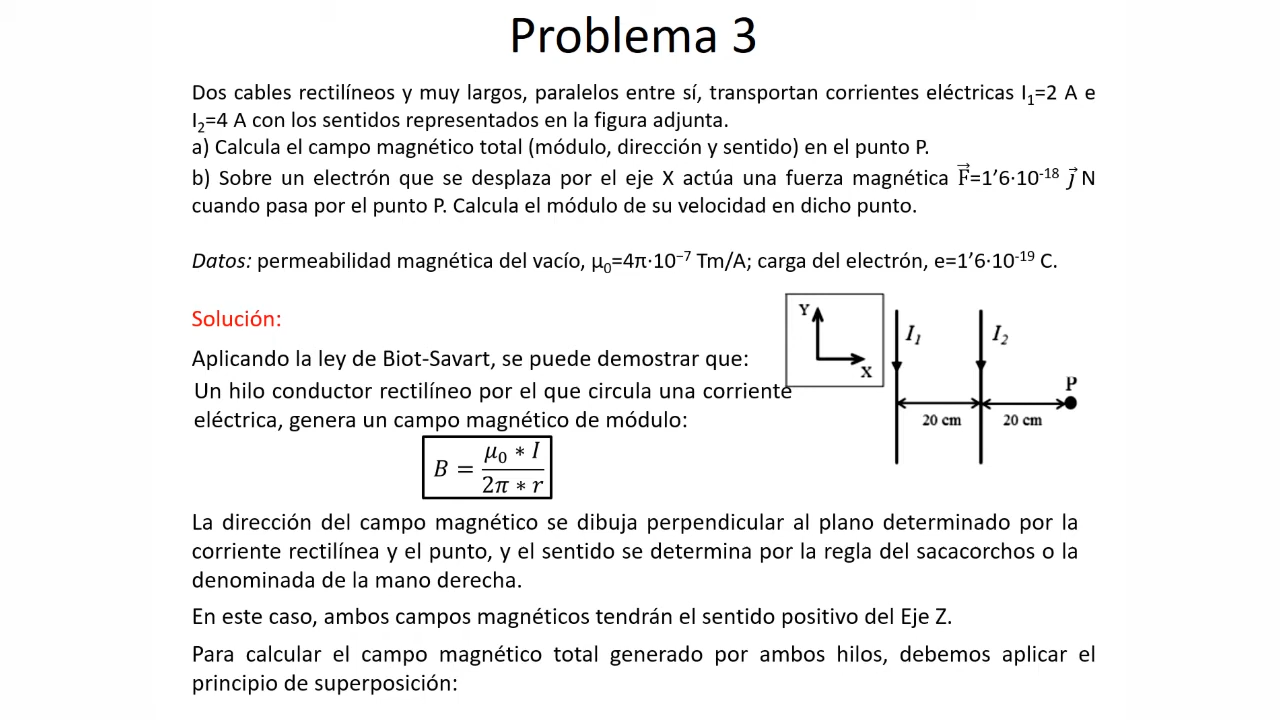 Problema 3
Dos cables rectilíneos y muy largos, paralelos entre sí, transportan corrientes eléctricas I₁=2 A e
I₂=4 A con los sentidos representados en la figura adjunta.
a) Calcula el campo magnético total (módulo, dirección y sentido) en el punto P.
b) Sobre un electrón que se desplaza por el eje X actúa una fuerza magnética F⃗=1′6·10⁻¹⁸ ȷ⃗ N
cuando pasa por el punto P. Calcula el módulo de su velocidad en dicho punto.
Datos: permeabilidad magnética del vacío, μ₀=4π·10⁻⁷ Tm/A; carga del electrón, e=1′6·10⁻¹⁹ C.
Solución:
Aplicando la ley de Biot-Savart, se puede demostrar que:
Un hilo conductor rectilíneo por el que circula una corriente
eléctrica, genera un campo magnético de módulo:
B = μ₀ * I / 2π * r
Y
X
I₁
I₂
P
20 cm
20 cm
La dirección del campo magnético se dibuja perpendicular al plano determinado por la
corriente rectilínea y el punto, y el sentido se determina por la regla del sacacorchos o la
denominada de la mano derecha.
En este caso, ambos campos magnéticos tendrán el sentido positivo del Eje Z.
Para calcular el campo magnético total generado por ambos hilos, debemos aplicar el
principio de superposición: